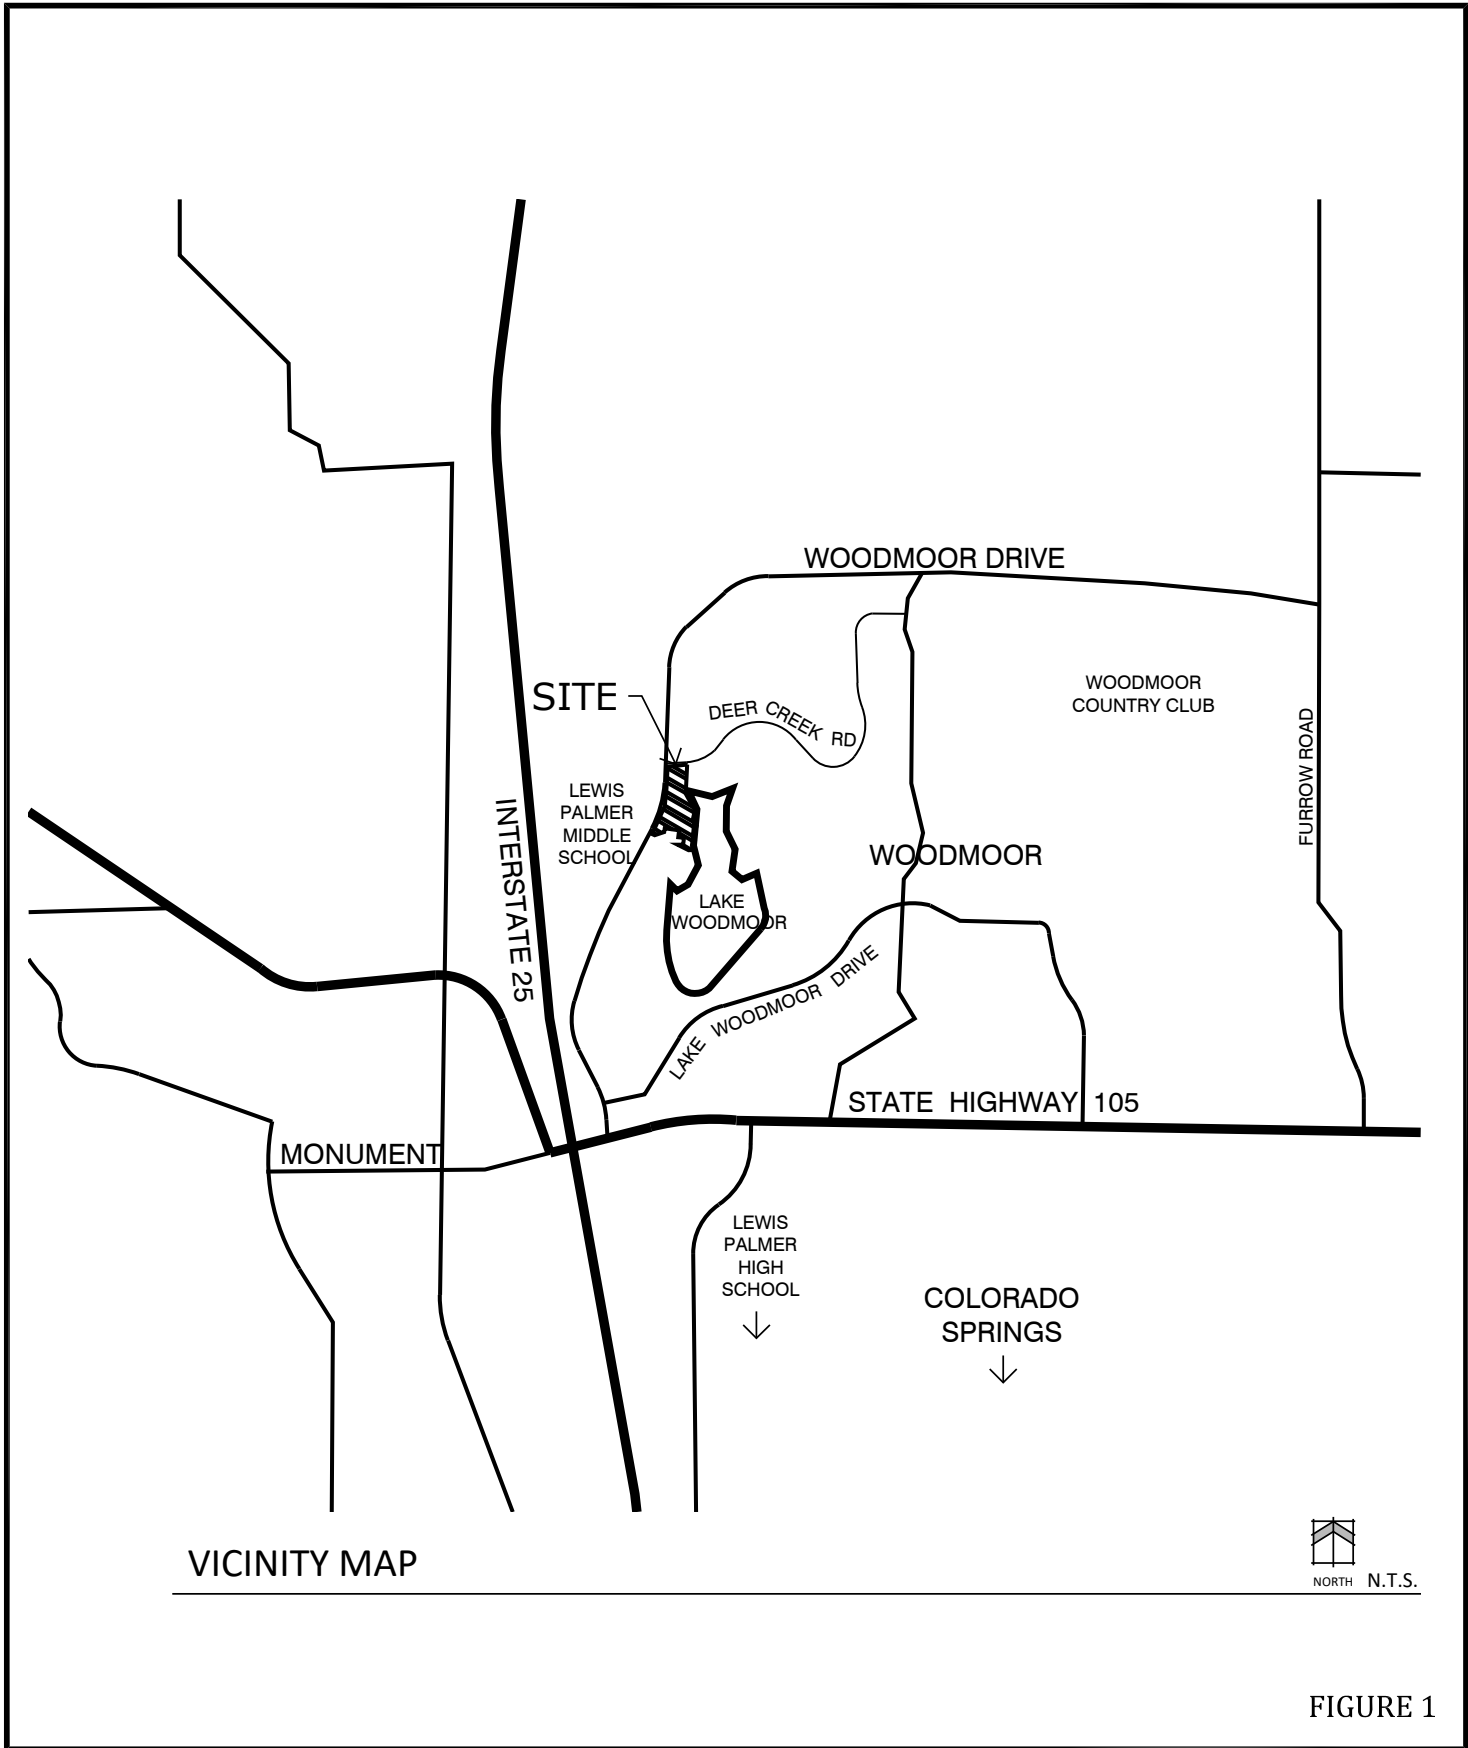 WOODMOOR DRIVE
SITE
DEER CREEK RD
WOODMOOR
COUNTRY CLUB
FURROW ROAD
LEWIS
PALMER
MIDDLE
SCHOOL
INTERSTATE 25
WOODMOOR
LAKE
WOODMOOR
LAKE WOODMOOR DRIVE
STATE HIGHWAY 105
MONUMENT
LEWIS
PALMER
HIGH
SCHOOL
COLORADO
SPRINGS
VICINITY MAP
NORTH N.T.S.
FIGURE 1